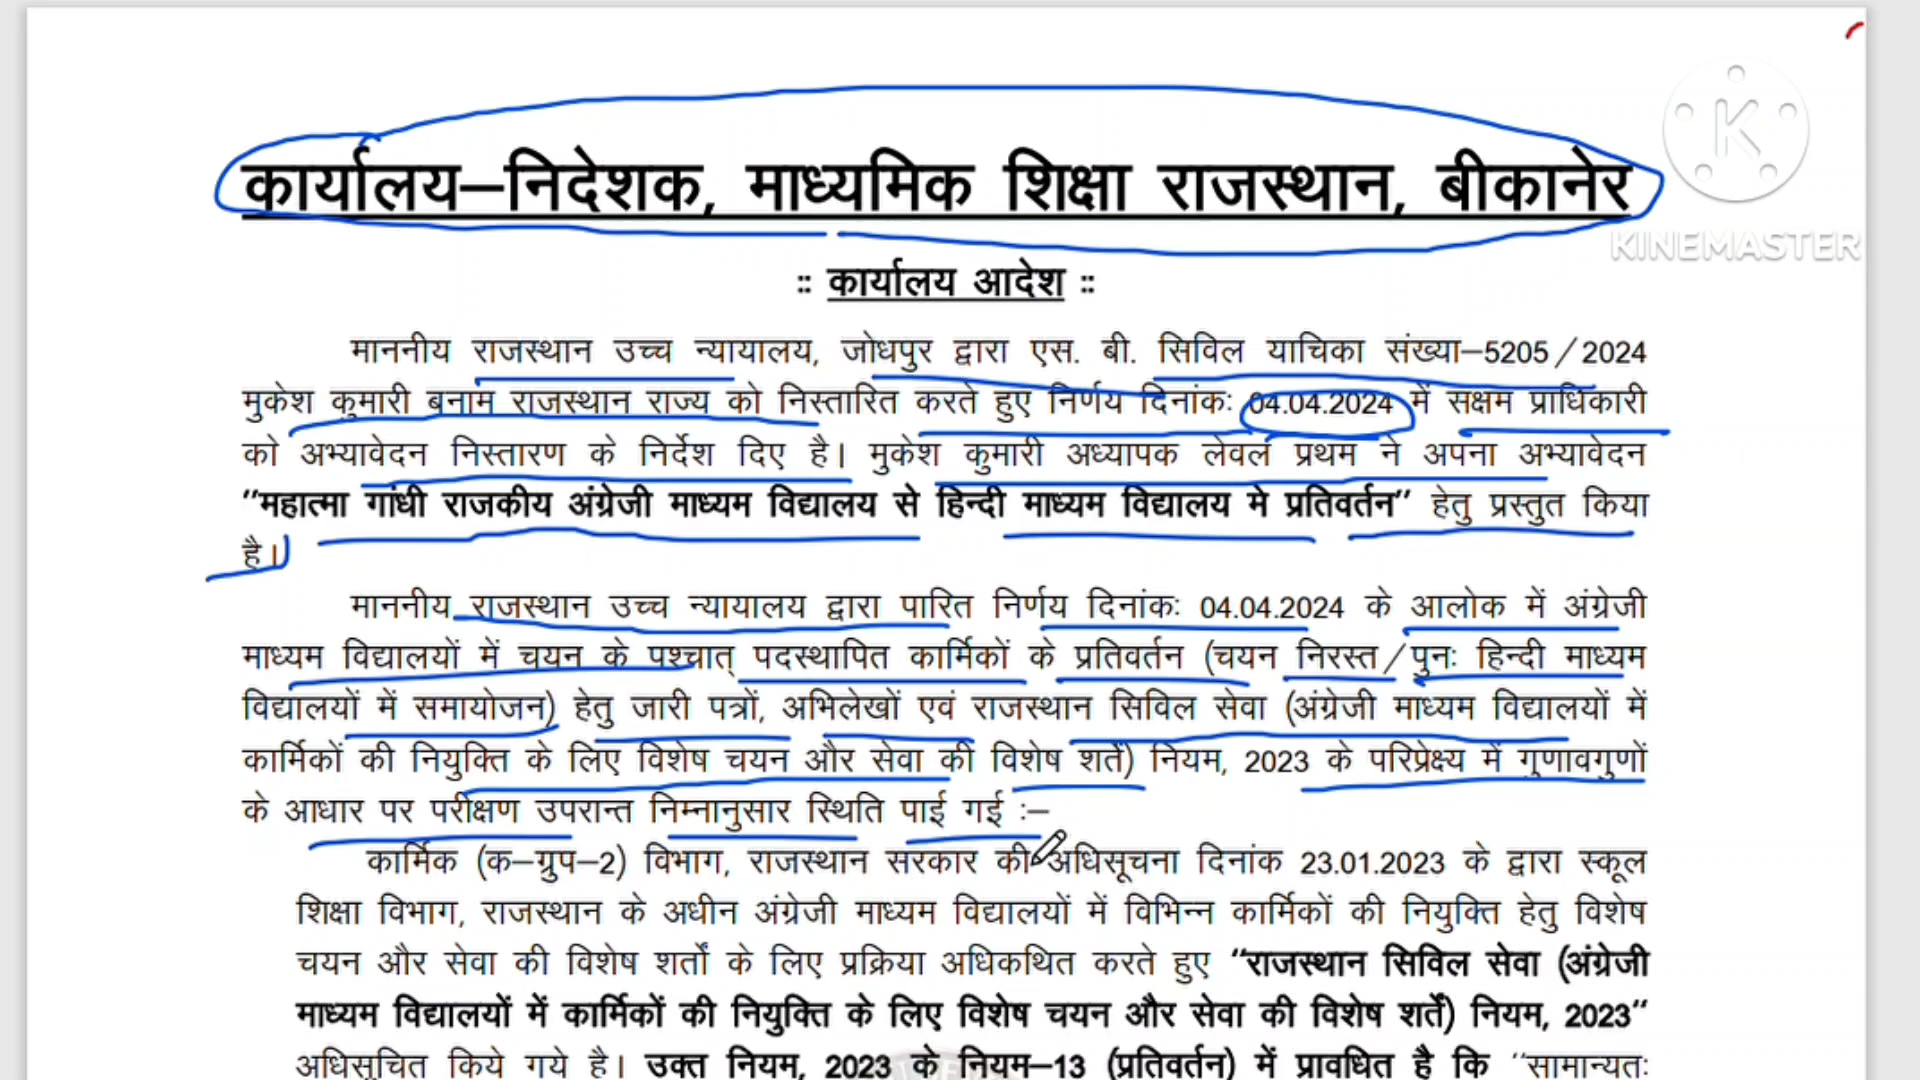 कार्यालय–निदेशक, माध्यमिक शिक्षा राजस्थान, बीकानेर
K
KINEMASTER
:: कार्यालय आदेश ::
माननीय राजस्थान उच्च न्यायालय, जोधपुर द्वारा एस. बी. सिविल याचिका संख्या–5205/2024
मुकेश कुमारी बनाम राजस्थान राज्य को निस्तारित करते हुए निर्णय दिनांकः 04.04.2024 में सक्षम प्राधिकारी
को अभ्यावेदन निस्तारण के निर्देश दिए है। मुकेश कुमारी अध्यापक लेवल प्रथम ने अपना अभ्यावेदन
"महात्मा गांधी राजकीय अंग्रेजी माध्यम विद्यालय से हिन्दी माध्यम विद्यालय मे प्रतिवर्तन" हेतु प्रस्तुत किया
है।
माननीय राजस्थान उच्च न्यायालय द्वारा पारित निर्णय दिनांकः 04.04.2024 के आलोक में अंग्रेजी
माध्यम विद्यालयों में चयन के पश्चात् पदस्थापित कार्मिकों के प्रतिवर्तन (चयन निरस्त/पुनः हिन्दी माध्यम
विद्यालयों में समायोजन) हेतु जारी पत्रों, अभिलेखों एवं राजस्थान सिविल सेवा (अंग्रेजी माध्यम विद्यालयों में
कार्मिकों की नियुक्ति के लिए विशेष चयन और सेवा की विशेष शर्तें) नियम, 2023 के परिप्रेक्ष्य में गुणावगुणों
के आधार पर परीक्षण उपरान्त निम्नानुसार स्थिति पाई गई :–
कार्मिक (क–ग्रुप–2) विभाग, राजस्थान सरकार की अधिसूचना दिनांक 23.01.2023 के द्वारा स्कूल
शिक्षा विभाग, राजस्थान के अधीन अंग्रेजी माध्यम विद्यालयों में विभिन्न कार्मिकों की नियुक्ति हेतु विशेष
चयन और सेवा की विशेष शर्तों के लिए प्रक्रिया अधिकथित करते हुए "राजस्थान सिविल सेवा (अंग्रेजी
माध्यम विद्यालयों में कार्मिकों की नियुक्ति के लिए विशेष चयन और सेवा की विशेष शर्तें) नियम, 2023"
अधिसूचित किये गये है। उक्त नियम, 2023 के नियम–13 (प्रतिवर्तन) में प्रावधित है कि "सामान्यतः